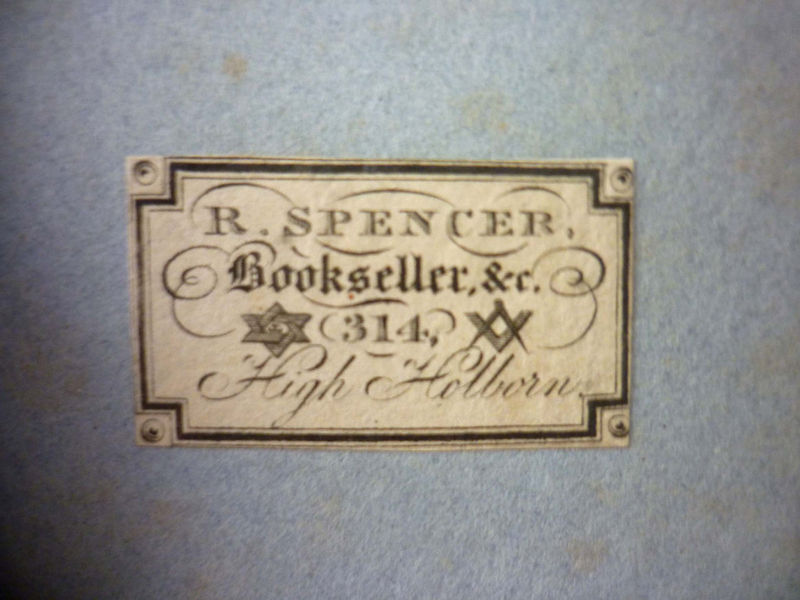 R. SPENCER,
Bookseller, &c.
314,
High Holborn.